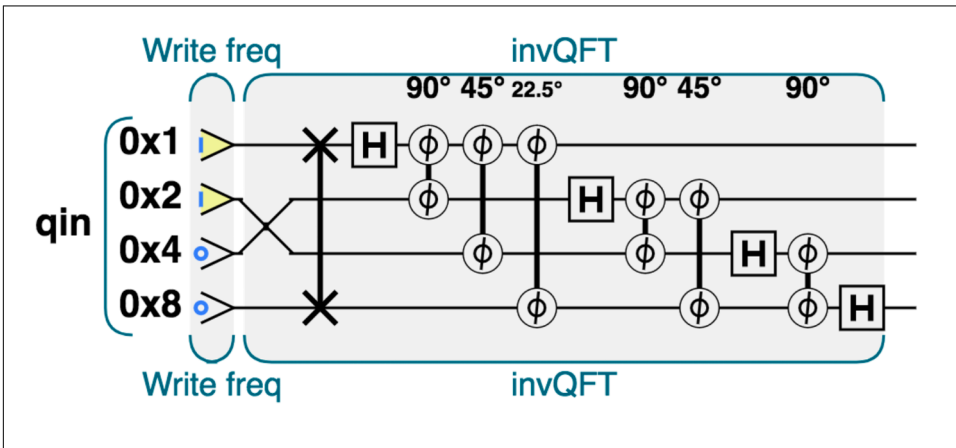 Write freq invQFT
90° 45° 22.5° 90° 45° 90°
qin
0x1 H ϕ ϕ ϕ
0x2 ϕ H ϕ ϕ
0x4 ϕ ϕ H ϕ
0x8 ϕ ϕ ϕ H
Write freq invQFT